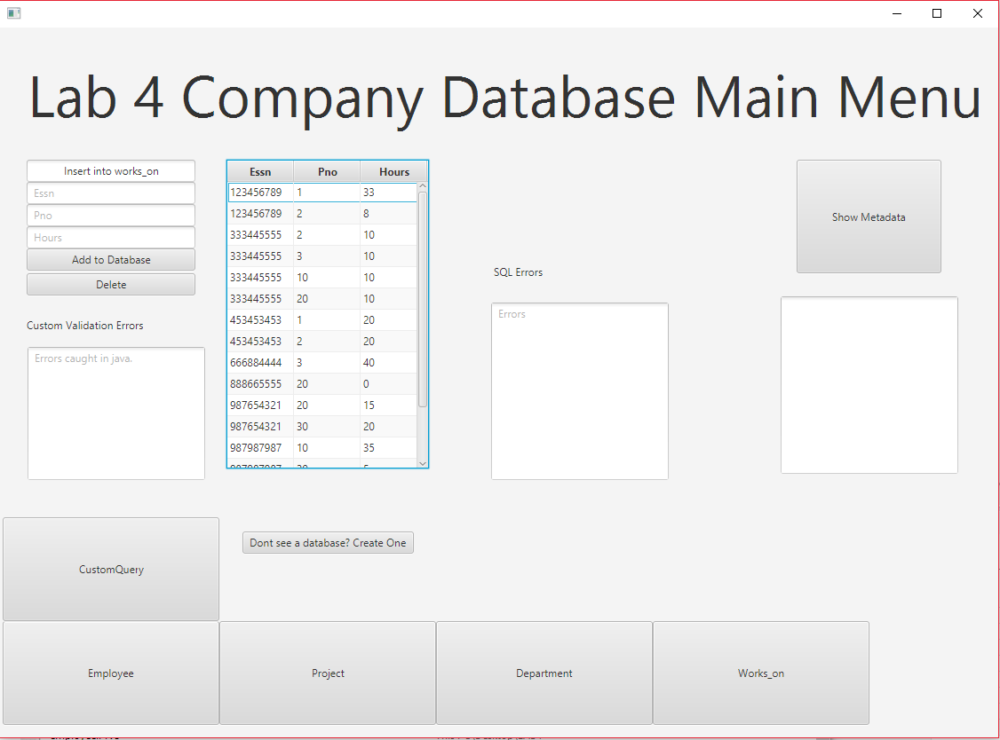 Lab 4 Company Database Main Menu
Insert into works_on
Essn
Pno
Hours
Add to Database
Delete
Custom Validation Errors
Errors caught in java.
Essn Pno Hours
123456789 1 33
123456789 2 8
333445555 2 10
333445555 3 10
333445555 10 10
333445555 20 10
453453453 1 20
453453453 2 20
666884444 3 40
888665555 20 0
987654321 20 15
987654321 30 20
987987987 10 35
SQL Errors
Errors
Show Metadata
CustomQuery
Dont see a database? Create One
Employee
Project
Department
Works_on